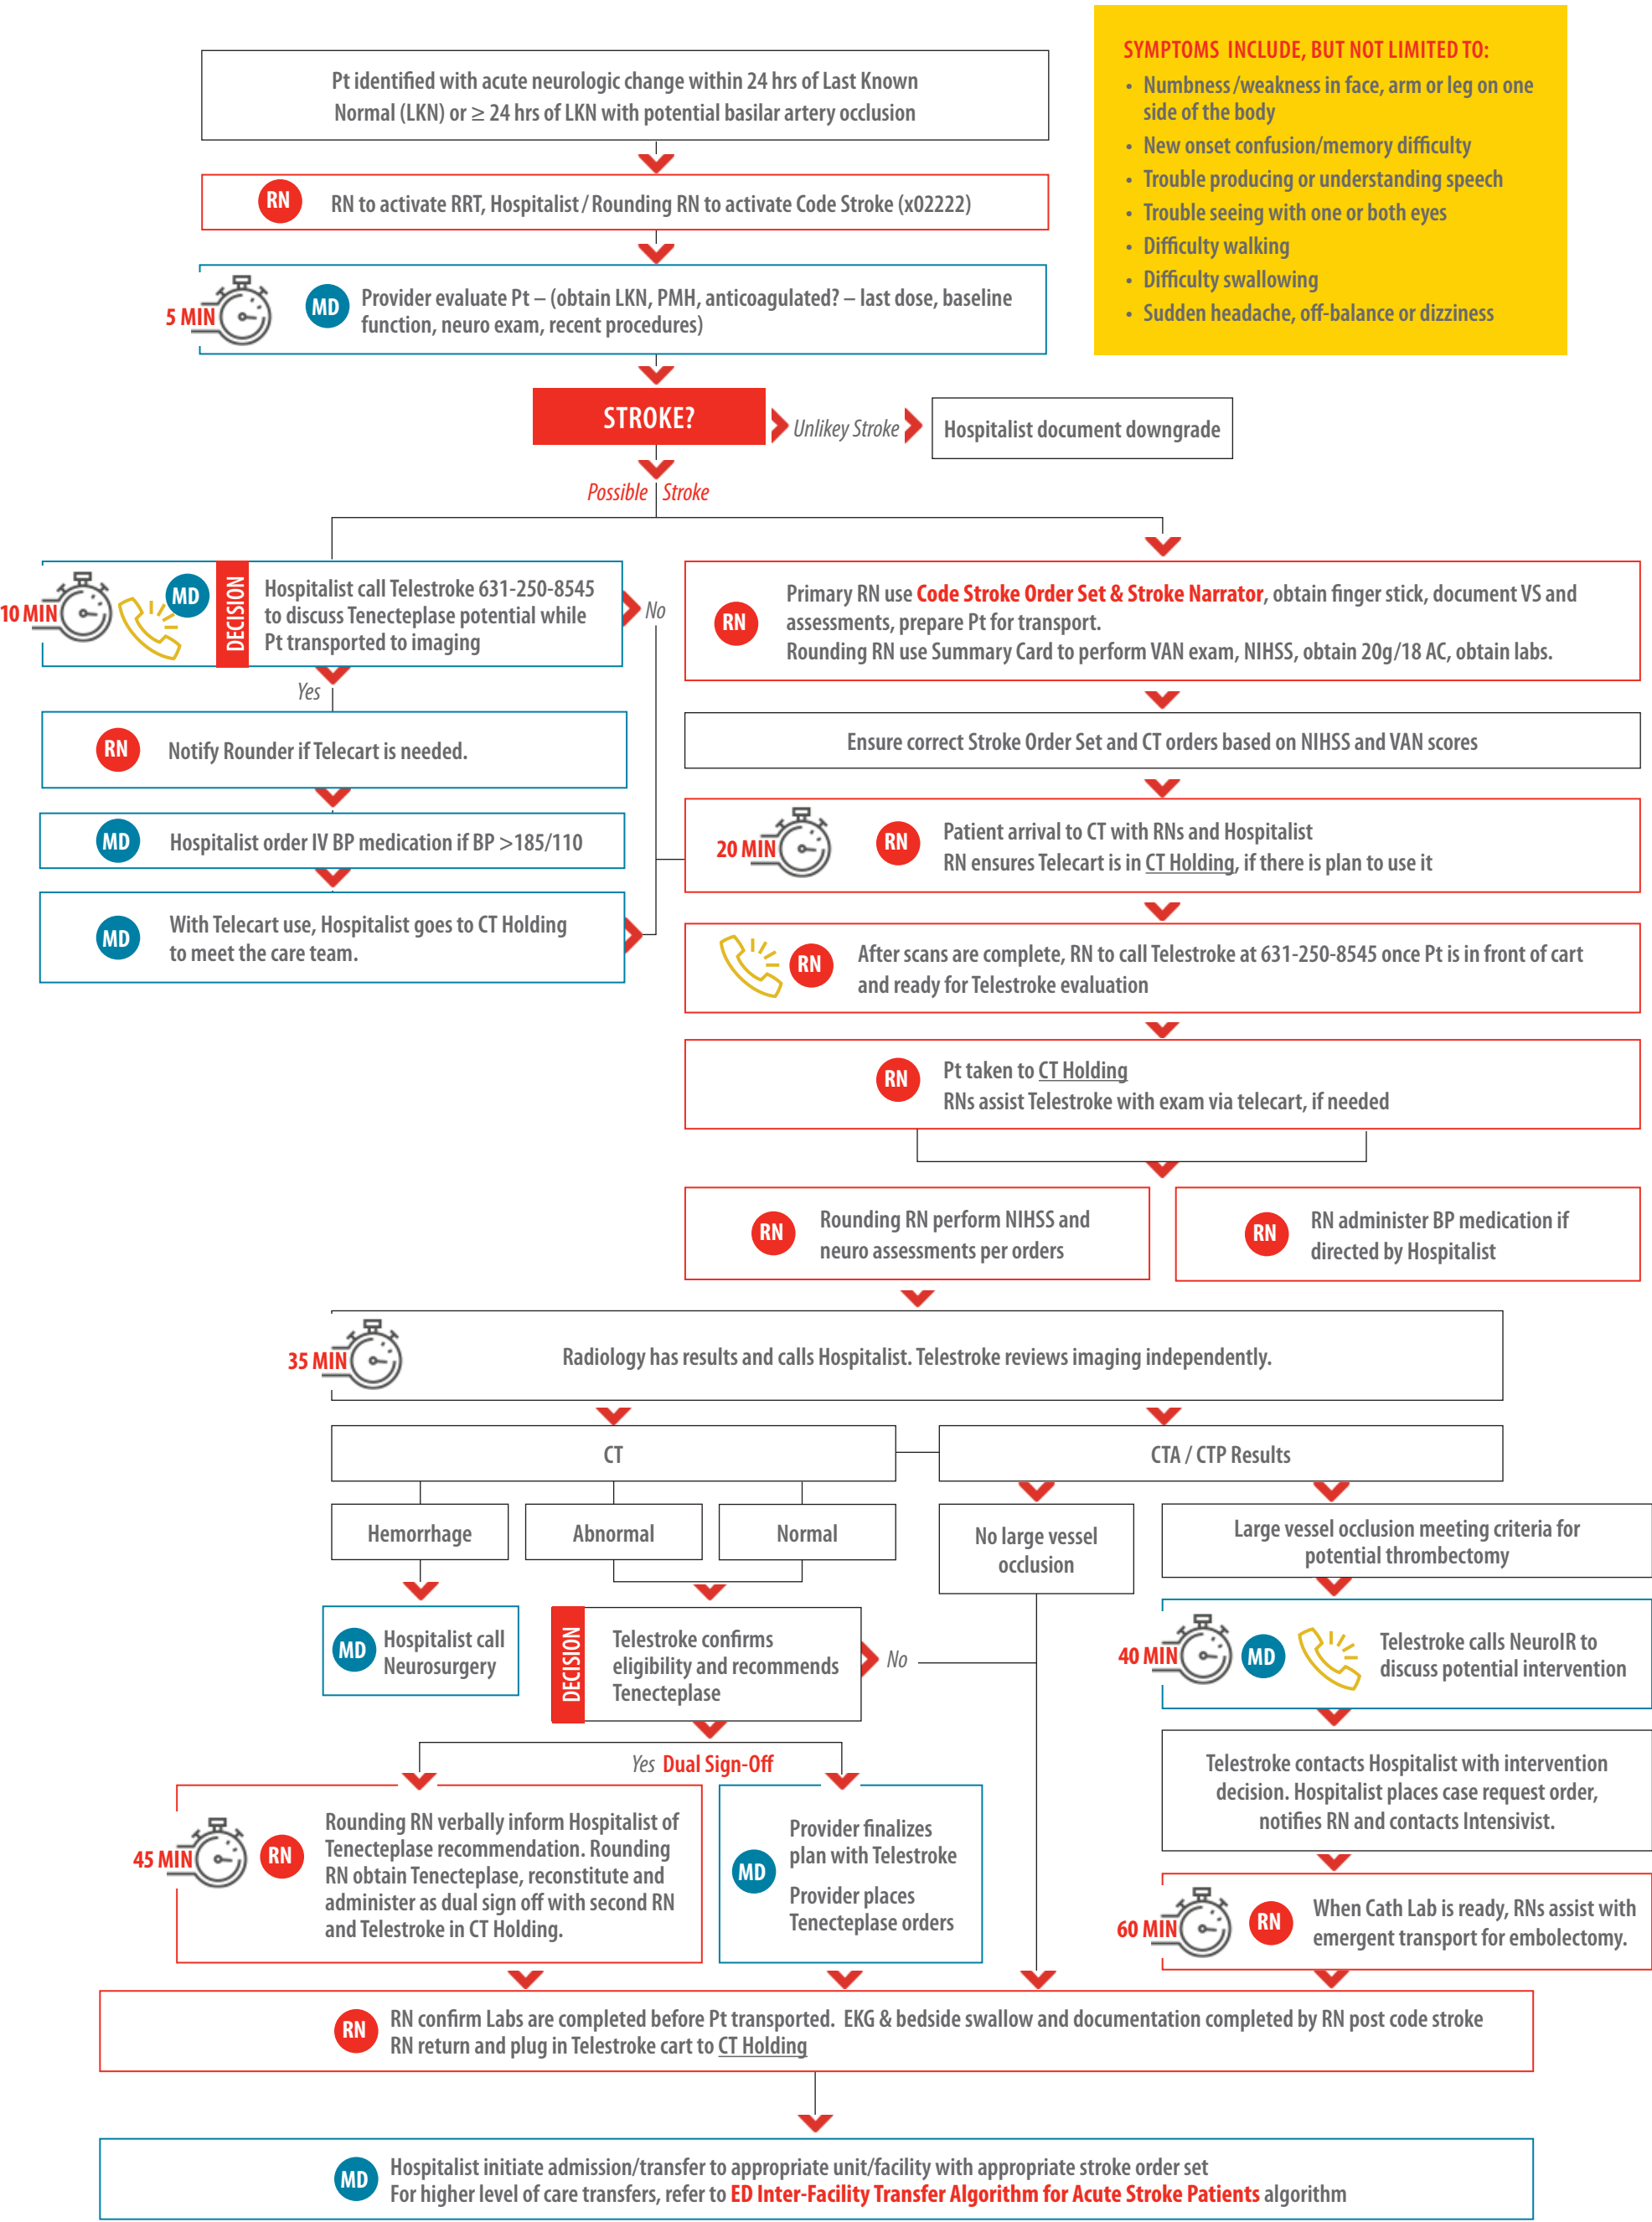 SYMPTOMS INCLUDE, BUT NOT LIMITED TO:
• Numbness/weakness in face, arm or leg on one
side of the body
• New onset confusion/memory difficulty
• Trouble producing or understanding speech
• Trouble seeing with one or both eyes
• Difficulty walking
• Difficulty swallowing
• Sudden headache, off-balance or dizziness
Pt identified with acute neurologic change within 24 hrs of Last Known
Normal (LKN) or ≥ 24 hrs of LKN with potential basilar artery occlusion
RN
RN to activate RRT, Hospitalist/Rounding RN to activate Code Stroke (x02222)
5 MIN
MD
Provider evaluate Pt – (obtain LKN, PMH, anticoagulated? – last dose, baseline
function, neuro exam, recent procedures)
STROKE?
Unlikey Stroke
Hospitalist document downgrade
Possible Stroke
10 MIN
MD
DECISION
Hospitalist call Telestroke 631-250-8545
to discuss Tenecteplase potential while
Pt transported to imaging
No
Yes
RN
Notify Rounder if Telecart is needed.
MD
Hospitalist order IV BP medication if BP >185/110
MD
With Telecart use, Hospitalist goes to CT Holding
to meet the care team.
RN
Primary RN use Code Stroke Order Set & Stroke Narrator, obtain finger stick, document VS and
assessments, prepare Pt for transport.
Rounding RN use Summary Card to perform VAN exam, NIHSS, obtain 20g/18 AC, obtain labs.
Ensure correct Stroke Order Set and CT orders based on NIHSS and VAN scores
20 MIN
RN
Patient arrival to CT with RNs and Hospitalist
RN ensures Telecart is in CT Holding, if there is plan to use it
RN
After scans are complete, RN to call Telestroke at 631-250-8545 once Pt is in front of cart
and ready for Telestroke evaluation
RN
Pt taken to CT Holding
RNs assist Telestroke with exam via telecart, if needed
RN
Rounding RN perform NIHSS and
neuro assessments per orders
RN
RN administer BP medication if
directed by Hospitalist
35 MIN
Radiology has results and calls Hospitalist. Telestroke reviews imaging independently.
CT
CTA / CTP Results
Hemorrhage
Abnormal
Normal
No large vessel
occlusion
Large vessel occlusion meeting criteria for
potential thrombectomy
MD
Hospitalist call
Neurosurgery
DECISION
Telestroke confirms
eligibility and recommends
Tenecteplase
No
40 MIN
MD
Telestroke calls NeuroIR to
discuss potential intervention
Yes Dual Sign-Off
Telestroke contacts Hospitalist with intervention
decision. Hospitalist places case request order,
notifies RN and contacts Intensivist.
45 MIN
RN
Rounding RN verbally inform Hospitalist of
Tenecteplase recommendation. Rounding
RN obtain Tenecteplase, reconstitute and
administer as dual sign off with second RN
and Telestroke in CT Holding.
MD
Provider finalizes
plan with Telestroke
Provider places
Tenecteplase orders
60 MIN
RN
When Cath Lab is ready, RNs assist with
emergent transport for embolectomy.
RN
RN confirm Labs are completed before Pt transported. EKG & bedside swallow and documentation completed by RN post code stroke
RN return and plug in Telestroke cart to CT Holding
MD
Hospitalist initiate admission/transfer to appropriate unit/facility with appropriate stroke order set
For higher level of care transfers, refer to ED Inter-Facility Transfer Algorithm for Acute Stroke Patients algorithm